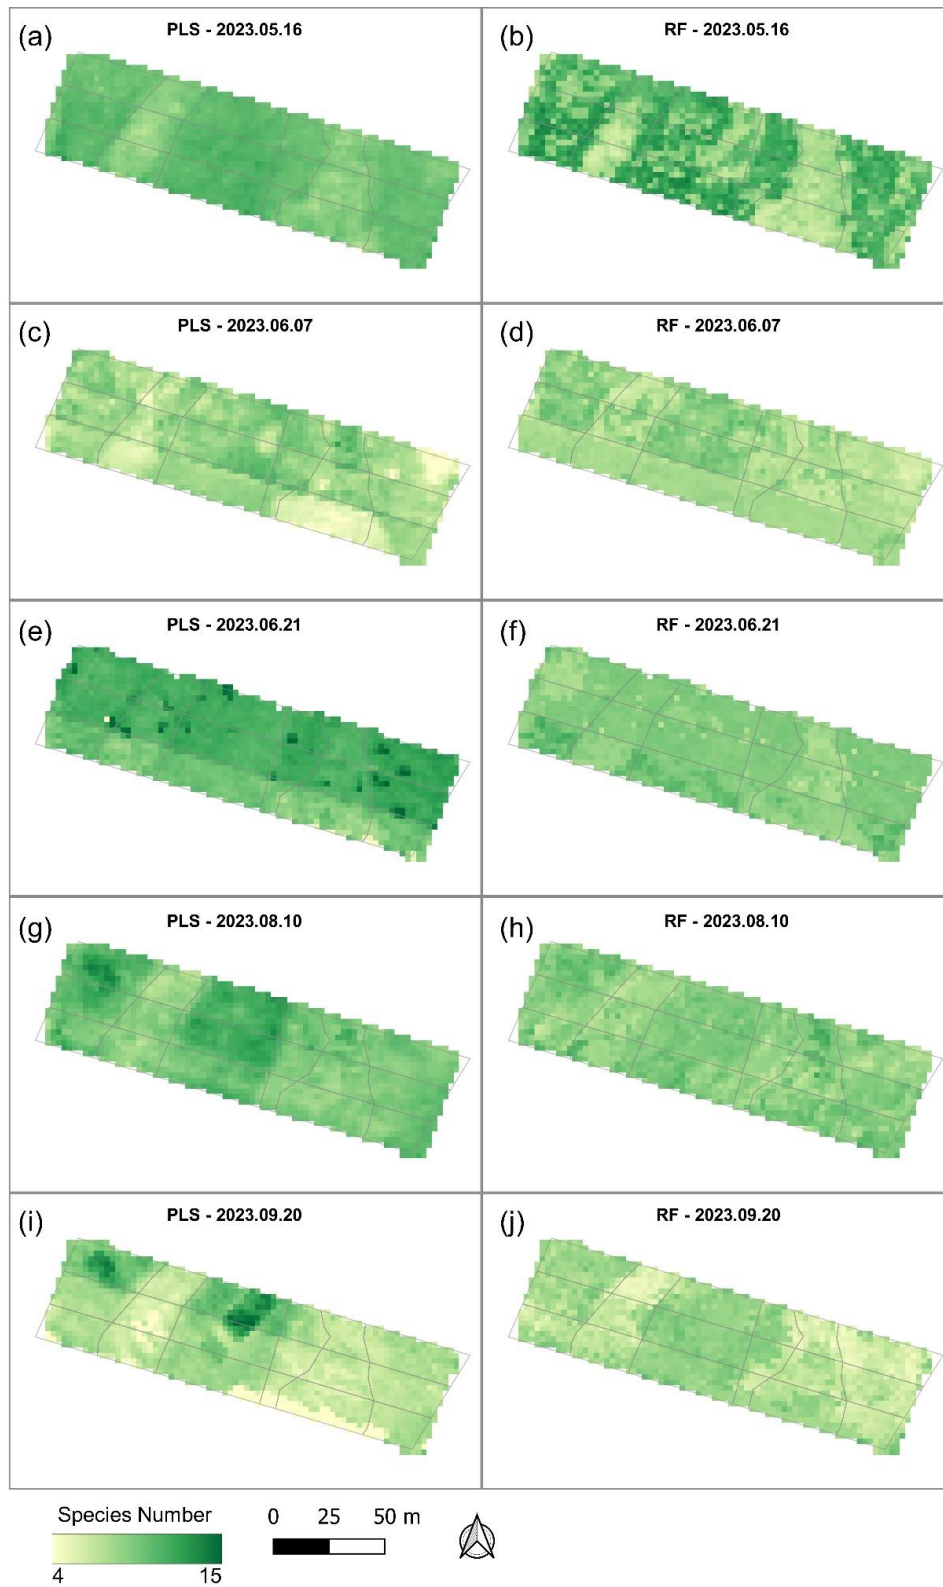 (a) PLS - 2023.05.16
(b) RF - 2023.05.16
(c) PLS - 2023.06.07
(d) RF - 2023.06.07
(e) PLS - 2023.06.21
(f) RF - 2023.06.21
(g) PLS - 2023.08.10
(h) RF - 2023.08.10
(i) PLS - 2023.09.20
(j) RF - 2023.09.20
Species Number
4 15
0 25 50 m